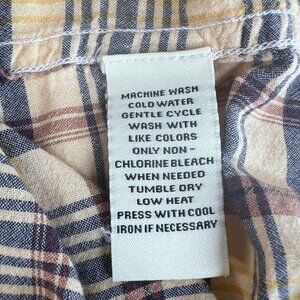 MACHINE WASH
COLD WATER
GENTLE CYCLE
WASH WITH
LIKE COLORS
ONLY NON -
CHLORINE BLEACH
WHEN NEEDED
TUMBLE DRY
LOW HEAT
PRESS WITH COOL
IRON IF NECESSARY